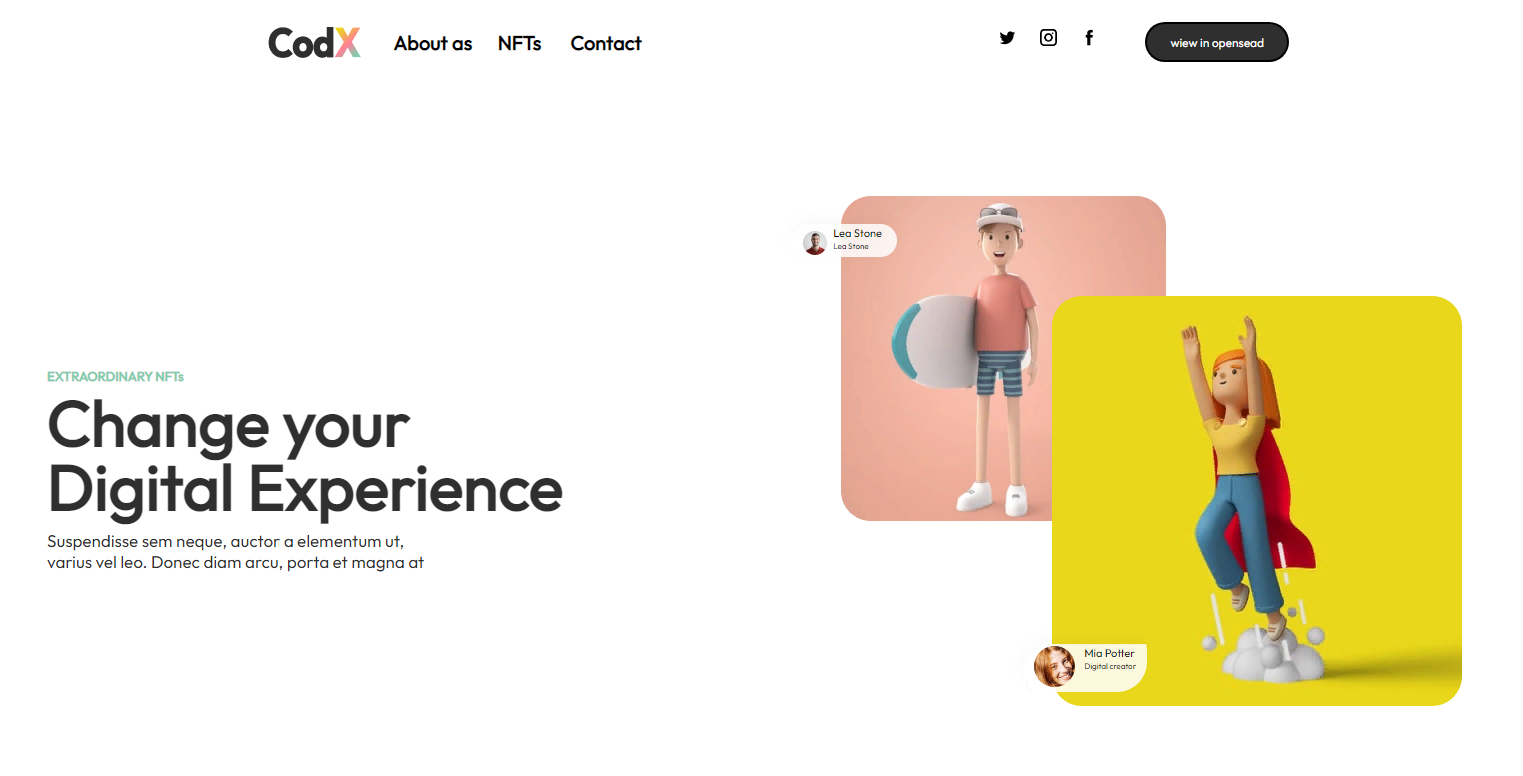 CodX
About as
NFTs
Contact
wiew in opensead
Lea Stone
Lea Stone
EXTRAORDINARY NFTs
Change your
Digital Experience
Suspendisse sem neque, auctor a elementum ut,
varius vel leo. Donec diam arcu, porta et magna at
Mia Potter
Digital creator